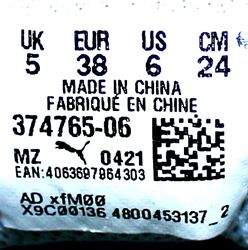 UK EUR US CM
5 38 6 24
MADE IN CHINA
FABRIQUÉ EN CHINE
374765-06
MZ 0421
EAN:4063697864303
AD xfM00
X9C00136 4800453137_2